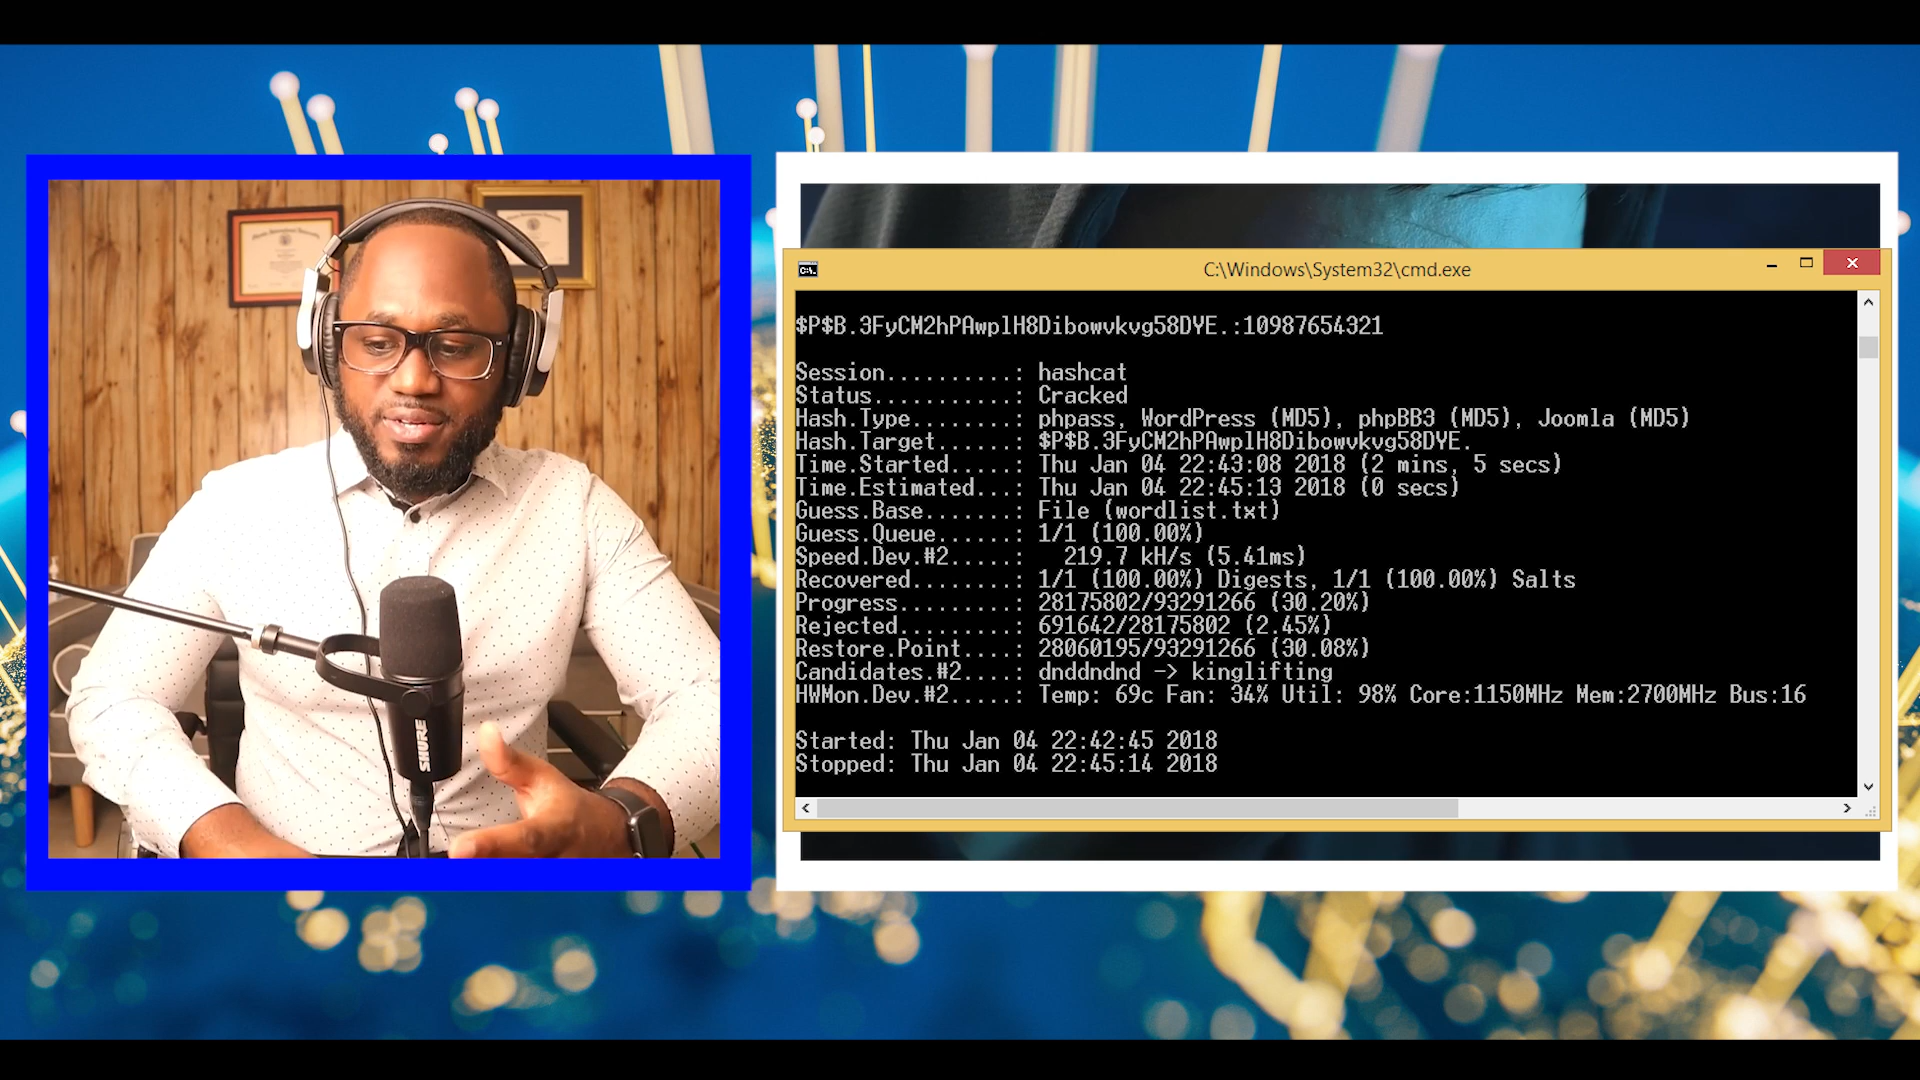 SHURE
C:\.
C:\Windows\System32\cmd.exe
$P$B.3FyCM2hPAwplH8Dibowvkvg58DYE.:10987654321
Session..........: hashcat
Status...........: Cracked
Hash.Type........: phpass, WordPress (MD5), phpBB3 (MD5), Joomla (MD5)
Hash.Target......: $P$B.3FyCM2hPAwplH8Dibowvkvg58DYE.
Time.Started.....: Thu Jan 04 22:43:08 2018 (2 mins, 5 secs)
Time.Estimated...: Thu Jan 04 22:45:13 2018 (0 secs)
Guess.Base.......: File (wordlist.txt)
Guess.Queue......: 1/1 (100.00%)
Speed.Dev.#2.....:   219.7 kH/s (5.41ms)
Recovered........: 1/1 (100.00%) Digests, 1/1 (100.00%) Salts
Progress.........: 28175802/93291266 (30.20%)
Rejected.........: 691642/28175802 (2.45%)
Restore.Point....: 28060195/93291266 (30.08%)
Candidates.#2....: dnddndnd -> kinglifting
HWMon.Dev.#2.....: Temp: 69c Fan: 34% Util: 98% Core:1150MHz Mem:2700MHz Bus:16
Started: Thu Jan 04 22:42:45 2018
Stopped: Thu Jan 04 22:45:14 2018